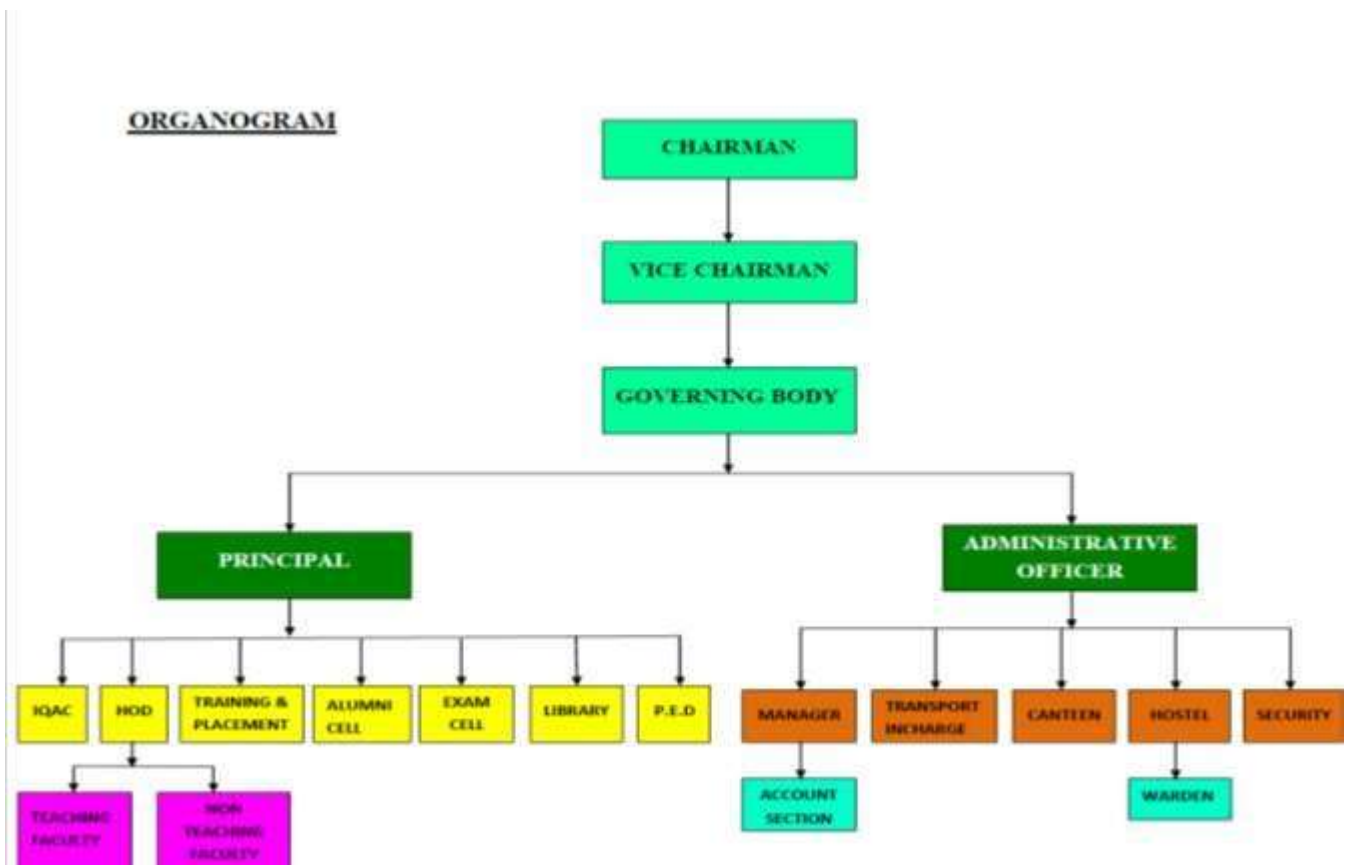 ORGANOGRAM
CHAIRMAN
VICE CHAIRMAN
GOVERNING BODY
PRINCIPAL
ADMINISTRATIVE
OFFICER
IQAC
HOD
TRAINING &
PLACEMENT
ALUMNI
CELL
EXAM
CELL
LIBRARY
P.E.D
MANAGER
TRANSPORT
INCHARGE
CANTEEN
HOSTEL
SECURITY
TEACHING
FACULTY
NON
TEACHING
FACULTY
ACCOUNT
SECTION
WARDEN